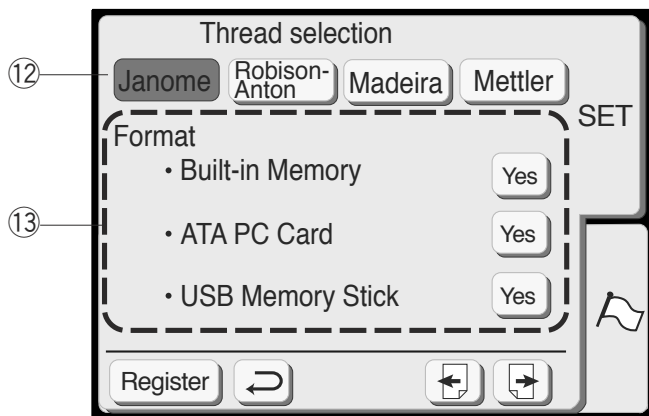 Thread selection
⑫ Janome Robison-Anton Madeira Mettler
SET
Format
⑬
• Built-in Memory Yes
• ATA PC Card Yes
• USB Memory Stick Yes
Register